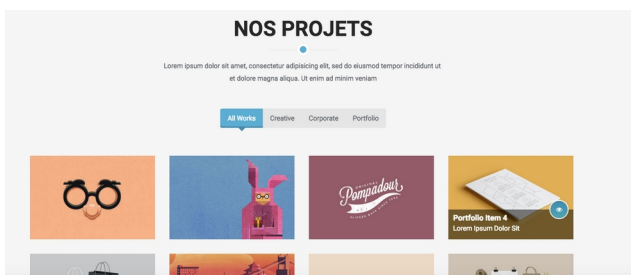 NOS PROJETS
Lorem ipsum dolor sit amet, consectetur adipisicing elit, sed do eiusmod tempor incididunt ut
et dolore magna aliqua. Ut enim ad minim veniam
All Works
Creative
Corporate
Portfolio
ORIGINAL
Pompadour
Portfolio Item 4
Lorem Ipsum Dolor Sit